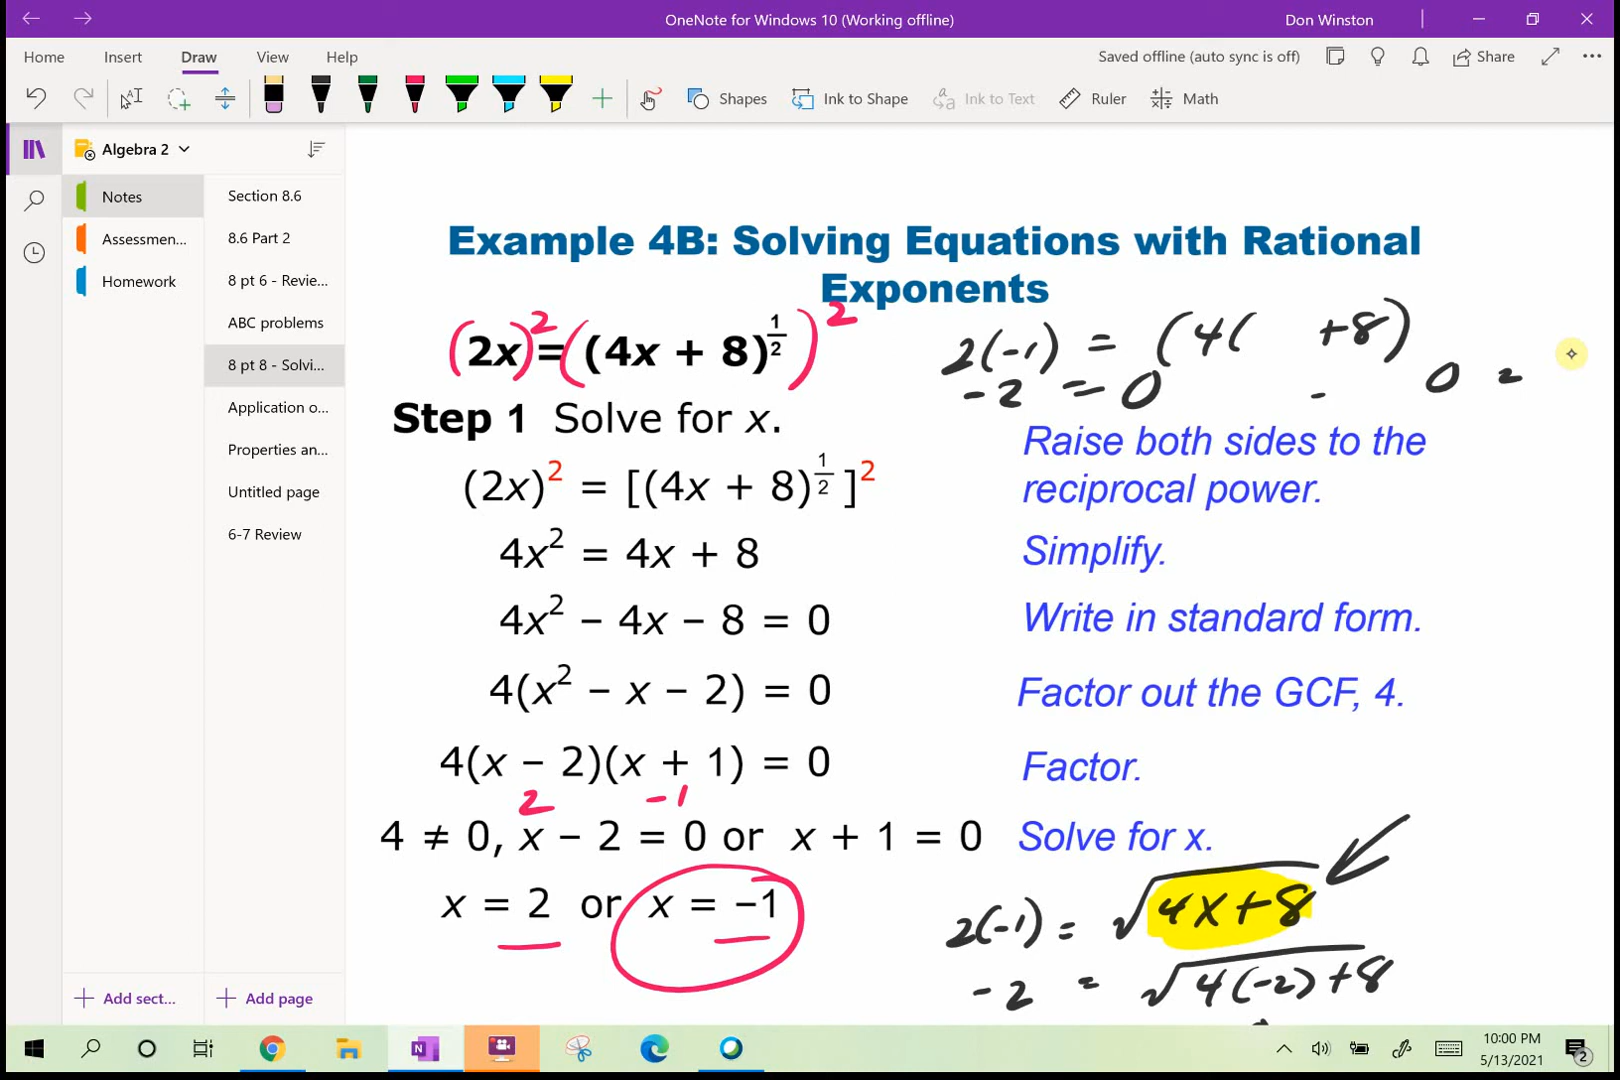 OneNote for Windows 10 (Working offline)
Don Winston
Home Insert Draw View Help
Saved offline (auto sync is off)
Share
Shapes
Ink to Shape
Ink to Text
Ruler
Math
Algebra 2
Notes
Assessmen...
Homework
Section 8.6
8.6 Part 2
8 pt 6 - Revie...
ABC problems
8 pt 8 - Solvi...
Application o...
Properties an...
Untitled page
6-7 Review
Add sect...
Add page
Example 4B: Solving Equations with Rational
Exponents
(2x)² = ((4x + 8)^½)²
2(-1) = (4( +8)
-2 = 0 - 0 =
Step 1 Solve for x.
(2x)² = [(4x + 8)^½]²
Raise both sides to the
reciprocal power.
4x² = 4x + 8
Simplify.
4x² − 4x − 8 = 0
Write in standard form.
4(x² − x − 2) = 0
Factor out the GCF, 4.
4(x − 2)(x + 1) = 0
Factor.
2 -1
4 ≠ 0, x − 2 = 0 or x + 1 = 0
Solve for x.
x = 2 or x = −1
2(-1) = √4x+8
-2 = √4(-2)+8
10:00 PM
5/13/2021
2